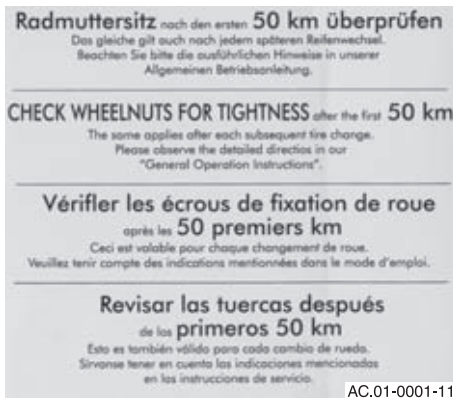 Radmuttersitz nach den ersten 50 km überprüfen
Das gleiche gilt auch nach jedem späteren Reifenwechsel.
Beachten Sie bitte die ausführlichen Hinweise in unserer
Allgemeinen Betriebsanleitung.
CHECK WHEELNUTS FOR TIGHTNESS after the first 50 km
The same applies after each subsequent tire change.
Please observe the detailed directios in our
"General Operation Instructions".
Vérifler les écrous de fixation de roue
après les 50 premiers km
Ceci est valable pour chaque changement de roue.
Veuillez tenir compte des indications mentionnées dans le mode d'emploi.
Revisar las tuercas después
de los primeros 50 km
Esto es también válido para cada cambio de rueda.
Sirvanse tener en cuenta las indicaciones mencionadas
en las instrucciones de servicio.
AC.01-0001-11